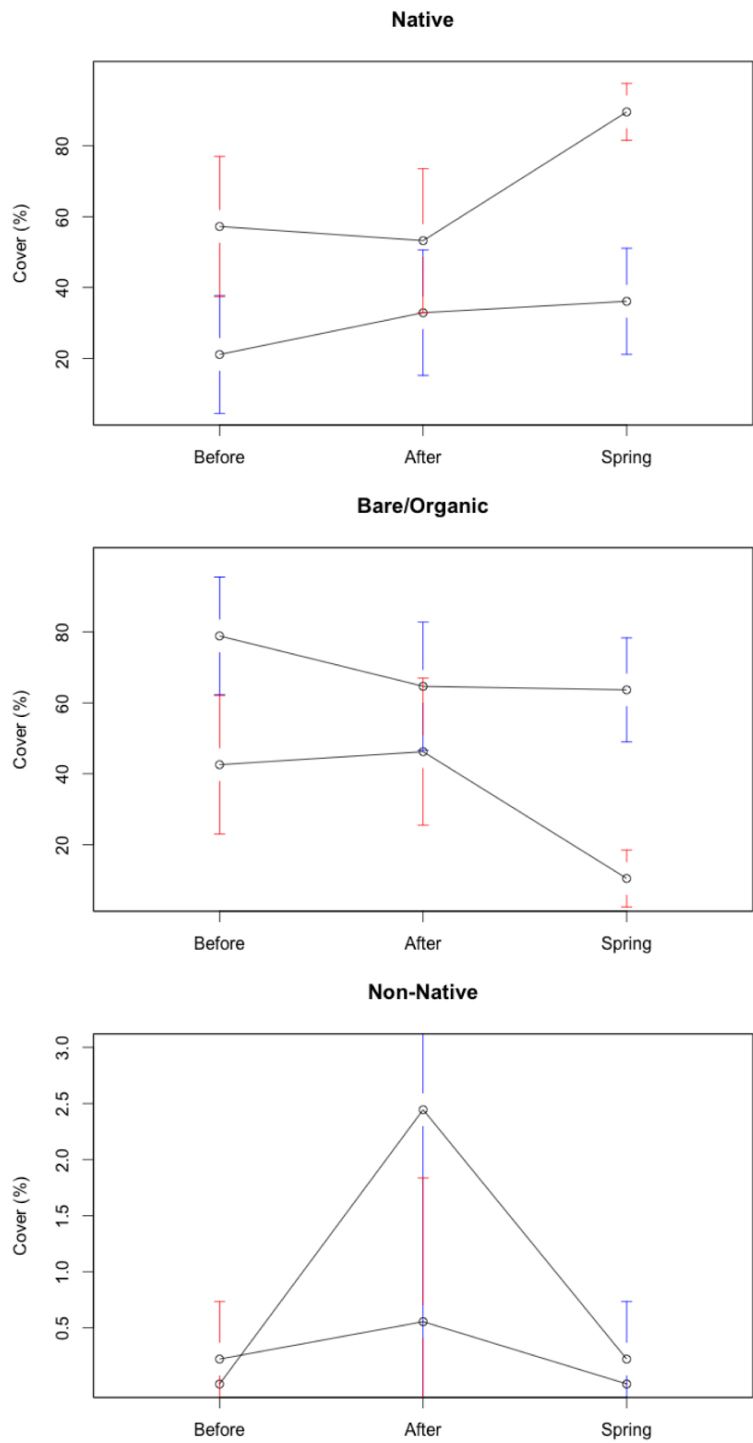 Native
Cover (%)
80
60
40
20
Before After Spring
Bare/Organic
Cover (%)
80
60
40
20
Before After Spring
Non-Native
Cover (%)
3.0
2.5
2.0
1.5
1.0
0.5
Before After Spring